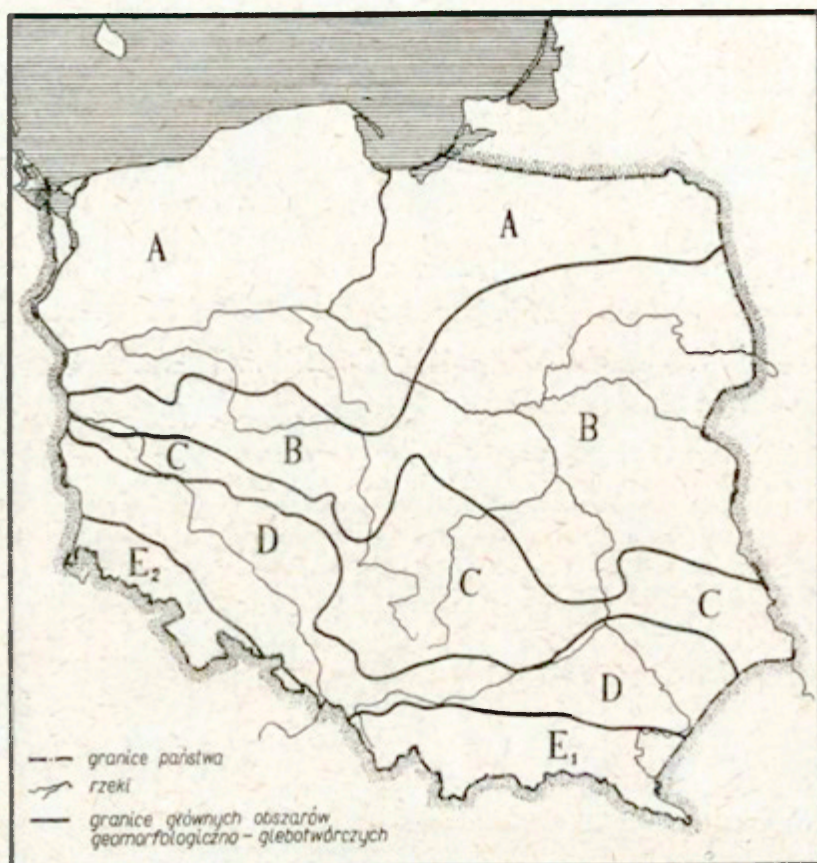 A
A
B
B
C
D
E₂
C
C
D
E₁
granice państwa
rzeki
granice głównych obszarów
geomorfologiczno-glebotwórczych